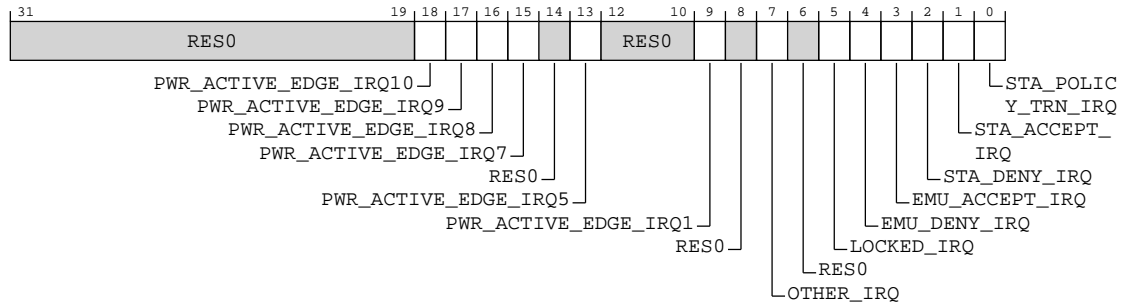 31 19 18 17 16 15 14 13 12 10 9 8 7 6 5 4 3 2 1 0
RES0 RES0
PWR_ACTIVE_EDGE_IRQ10 STA_POLIC
PWR_ACTIVE_EDGE_IRQ9 Y_TRN_IRQ
PWR_ACTIVE_EDGE_IRQ8 STA_ACCEPT_
PWR_ACTIVE_EDGE_IRQ7 IRQ
RES0 STA_DENY_IRQ
PWR_ACTIVE_EDGE_IRQ5 EMU_ACCEPT_IRQ
PWR_ACTIVE_EDGE_IRQ1 EMU_DENY_IRQ
RES0 LOCKED_IRQ
RES0
OTHER_IRQ